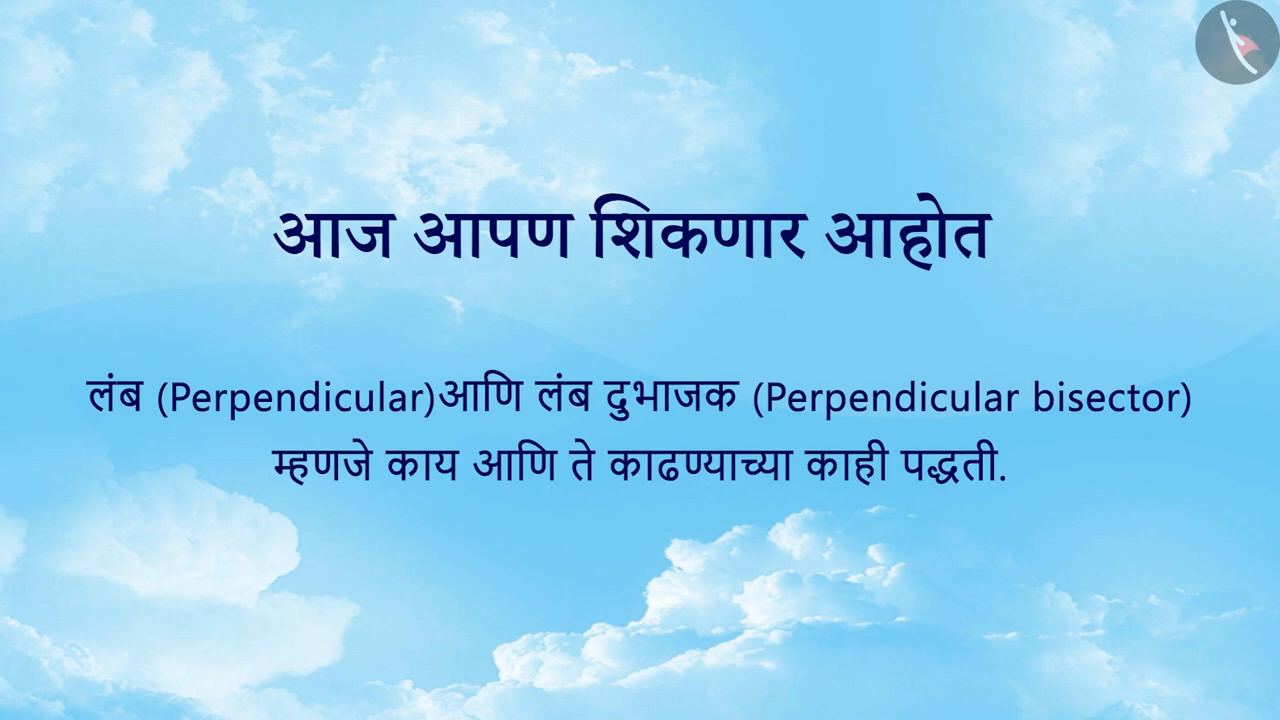 आज आपण शिकणार आहोत
लंब (Perpendicular)आणि लंब दुभाजक (Perpendicular bisector)
म्हणजे काय आणि ते काढण्याच्या काही पद्धती.